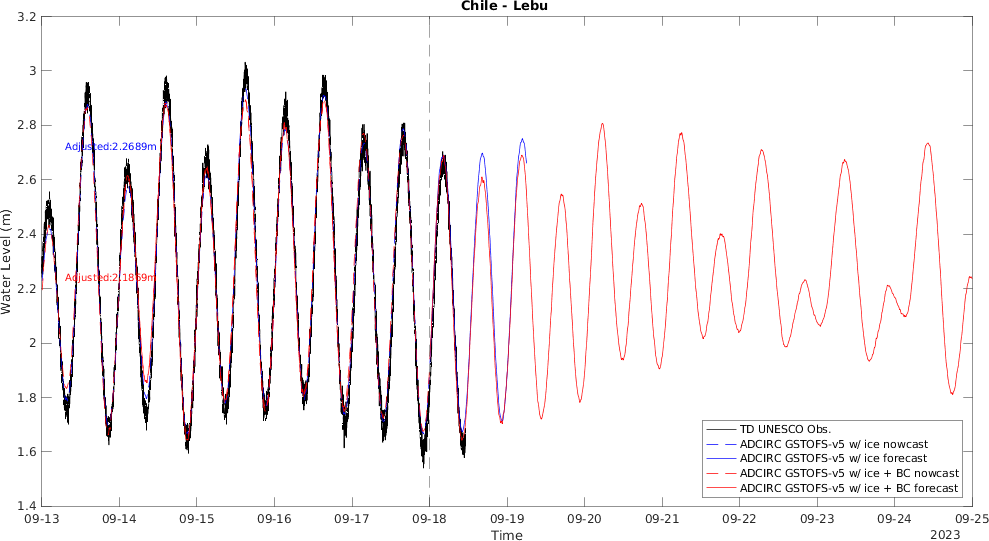 Chile - Lebu
3.2
3
2.8
2.6
2.4
2.2
2
1.8
1.6
1.4
Water Level (m)
Adjusted:2.2689m
Adjusted:2.1869m
TD UNESCO Obs.
ADCIRC GSTOFS-v5 w/ ice nowcast
ADCIRC GSTOFS-v5 w/ ice forecast
ADCIRC GSTOFS-v5 w/ ice + BC nowcast
ADCIRC GSTOFS-v5 w/ ice + BC forecast
09-13 09-14 09-15 09-16 09-17 09-18 09-19 09-20 09-21 09-22 09-23 09-24 09-25
Time
2023